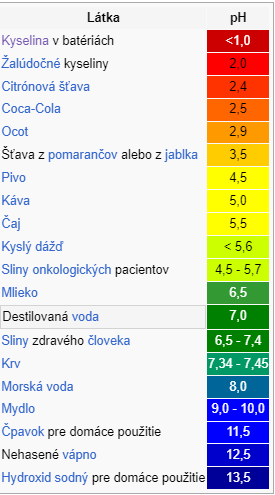 Látka pH
Kyselina v batériách <1,0
Žalúdočné kyseliny 2,0
Citrónová šťava 2,4
Coca-Cola 2,5
Ocot 2,9
Šťava z pomarančov alebo z jablka 3,5
Pivo 4,5
Káva 5,0
Čaj 5,5
Kyslý dážď < 5,6
Sliny onkologických pacientov 4,5 - 5,7
Mlieko 6,5
Destilovaná voda 7,0
Sliny zdravého človeka 6,5 - 7,4
Krv 7,34 - 7,45
Morská voda 8,0
Mydlo 9,0 - 10,0
Čpavok pre domáce použitie 11,5
Nehasené vápno 12,5
Hydroxid sodný pre domáce použitie 13,5